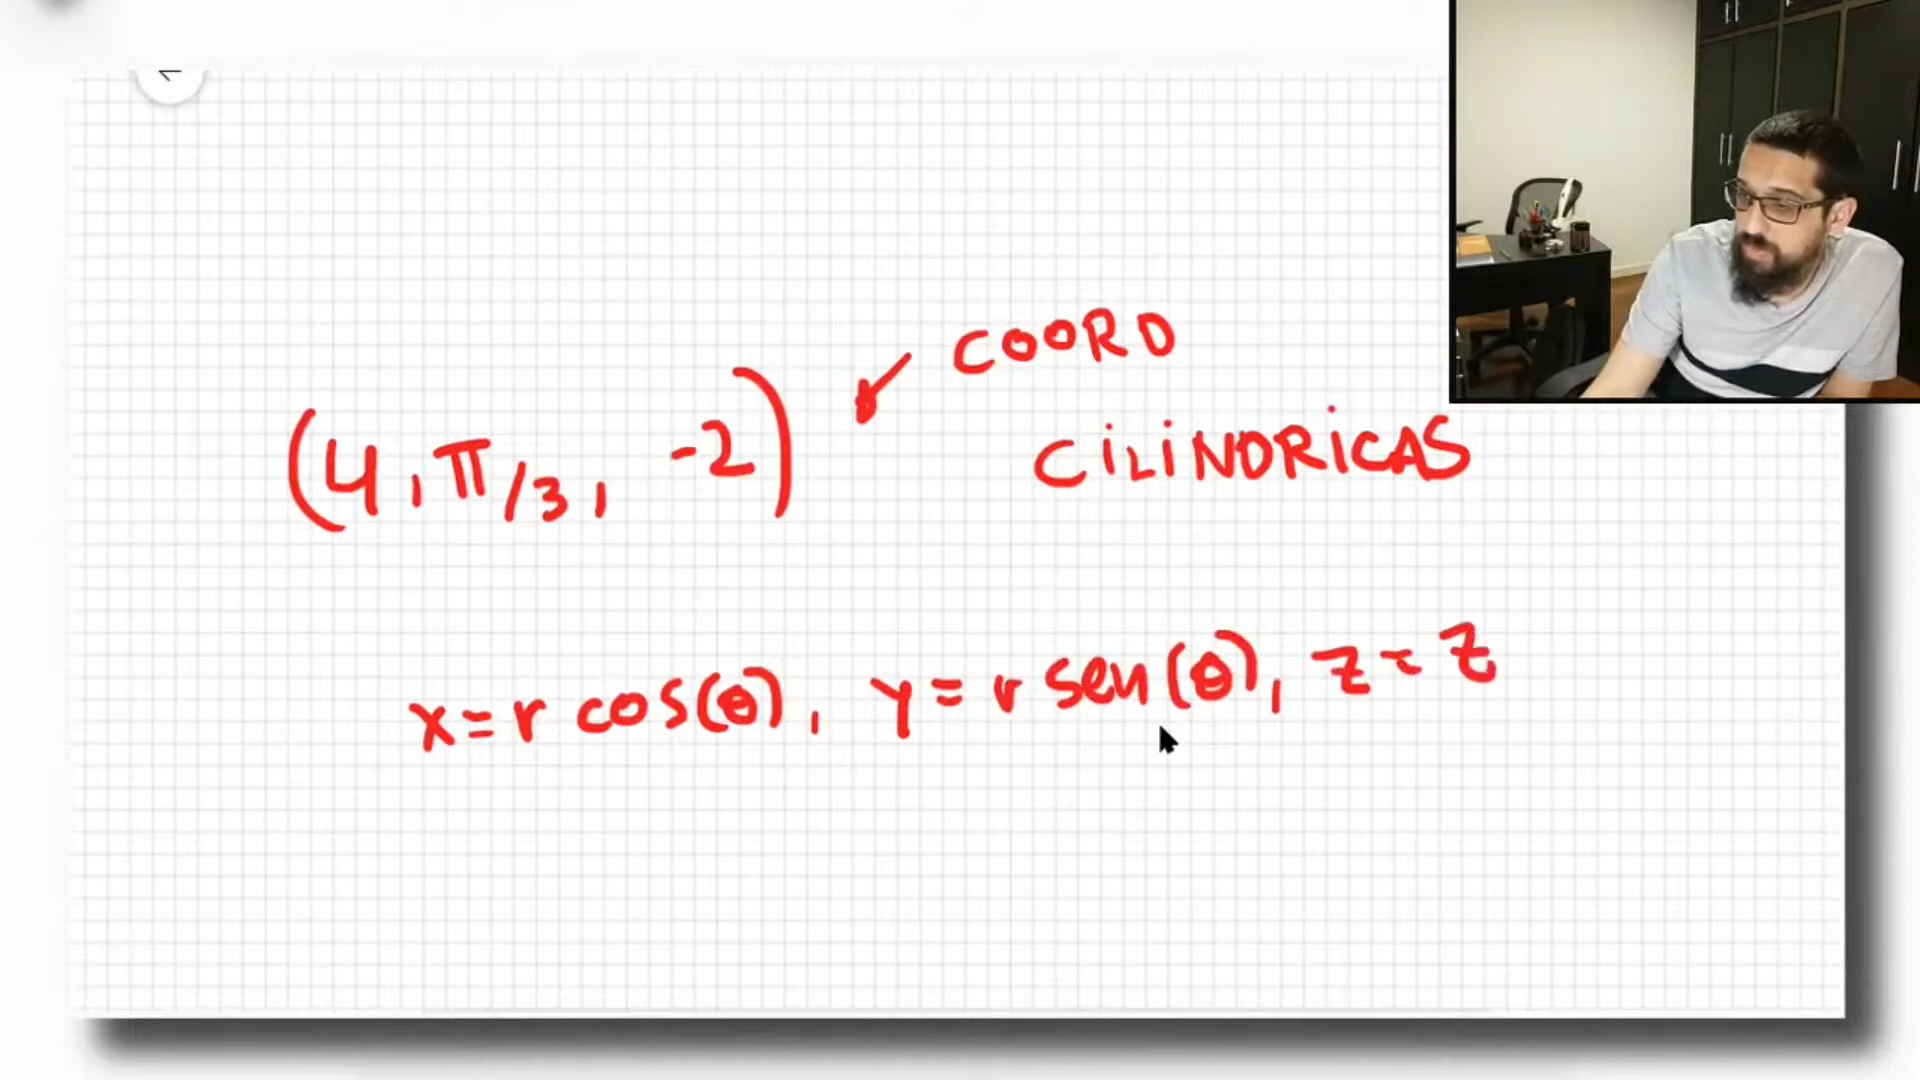 COORD
(4, π/3, -2)
CILINDRICAS
x = r cos(θ), y = r sen(θ), z = z